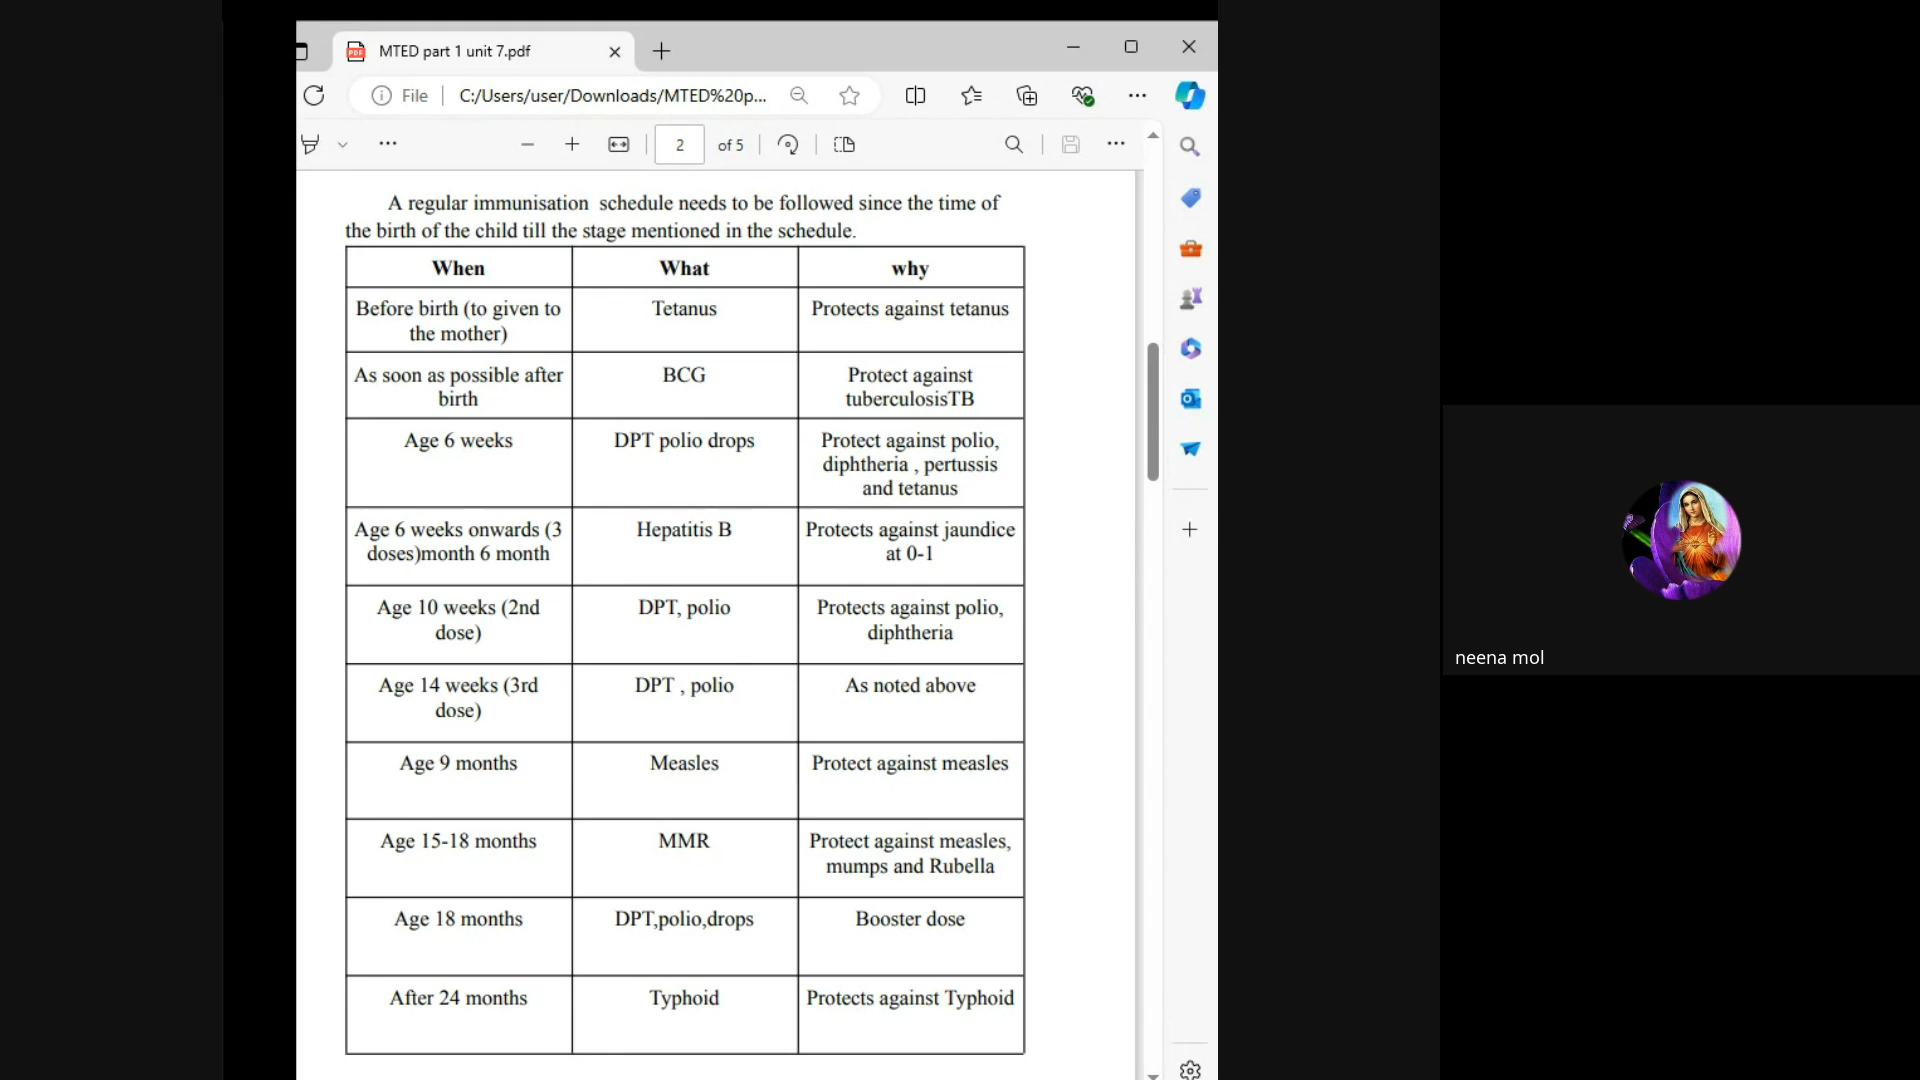 MTED part 1 unit 7.pdf
File
C:/Users/user/Downloads/MTED%20p...
2 of 5
A regular immunisation schedule needs to be followed since the time of
the birth of the child till the stage mentioned in the schedule.
When What why
Before birth (to given to
the mother)
Tetanus
Protects against tetanus
As soon as possible after
birth
BCG
Protect against
tuberculosisTB
Age 6 weeks
DPT polio drops
Protect against polio,
diphtheria , pertussis
and tetanus
Age 6 weeks onwards (3
doses)month 6 month
Hepatitis B
Protects against jaundice
at 0-1
Age 10 weeks (2nd
dose)
DPT, polio
Protects against polio,
diphtheria
Age 14 weeks (3rd
dose)
DPT , polio
As noted above
Age 9 months
Measles
Protect against measles
Age 15-18 months
MMR
Protect against measles,
mumps and Rubella
Age 18 months
DPT,polio,drops
Booster dose
After 24 months
Typhoid
Protects against Typhoid
neena mol